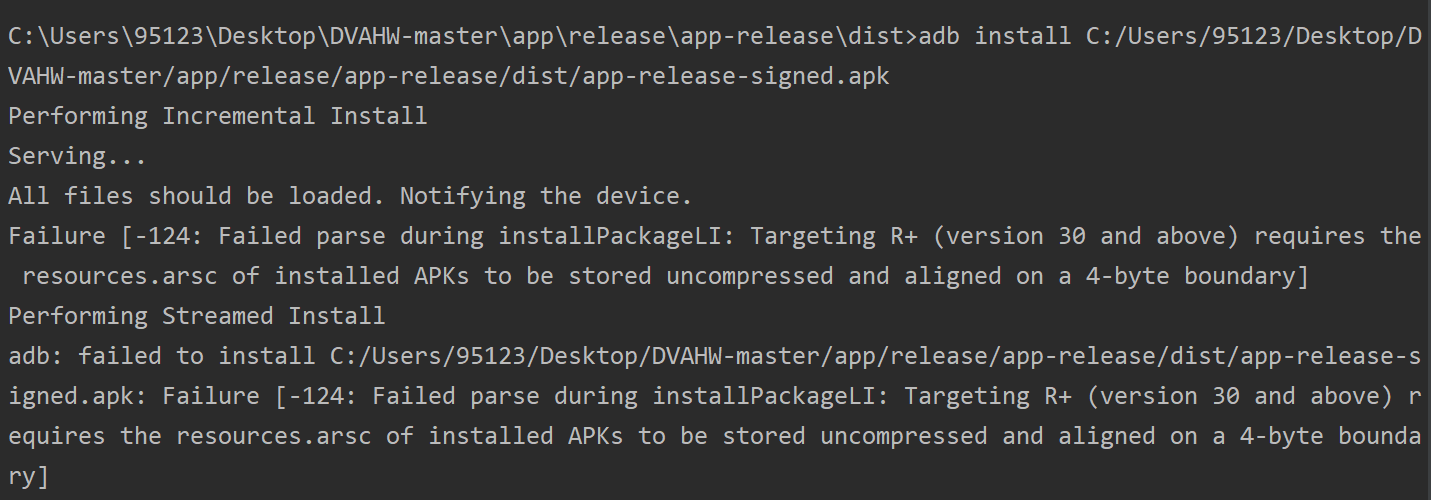 C:\Users\95123\Desktop\DVAHW-master\app\release\app-release\dist>adb install C:/Users/95123/Desktop/D
VAHW-master/app/release/app-release/dist/app-release-signed.apk
Performing Incremental Install
Serving...
All files should be loaded. Notifying the device.
Failure [-124: Failed parse during installPackageLI: Targeting R+ (version 30 and above) requires the
 resources.arsc of installed APKs to be stored uncompressed and aligned on a 4-byte boundary]
Performing Streamed Install
adb: failed to install C:/Users/95123/Desktop/DVAHW-master/app/release/app-release/dist/app-release-s
igned.apk: Failure [-124: Failed parse during installPackageLI: Targeting R+ (version 30 and above) r
equires the resources.arsc of installed APKs to be stored uncompressed and aligned on a 4-byte bounda
ry]